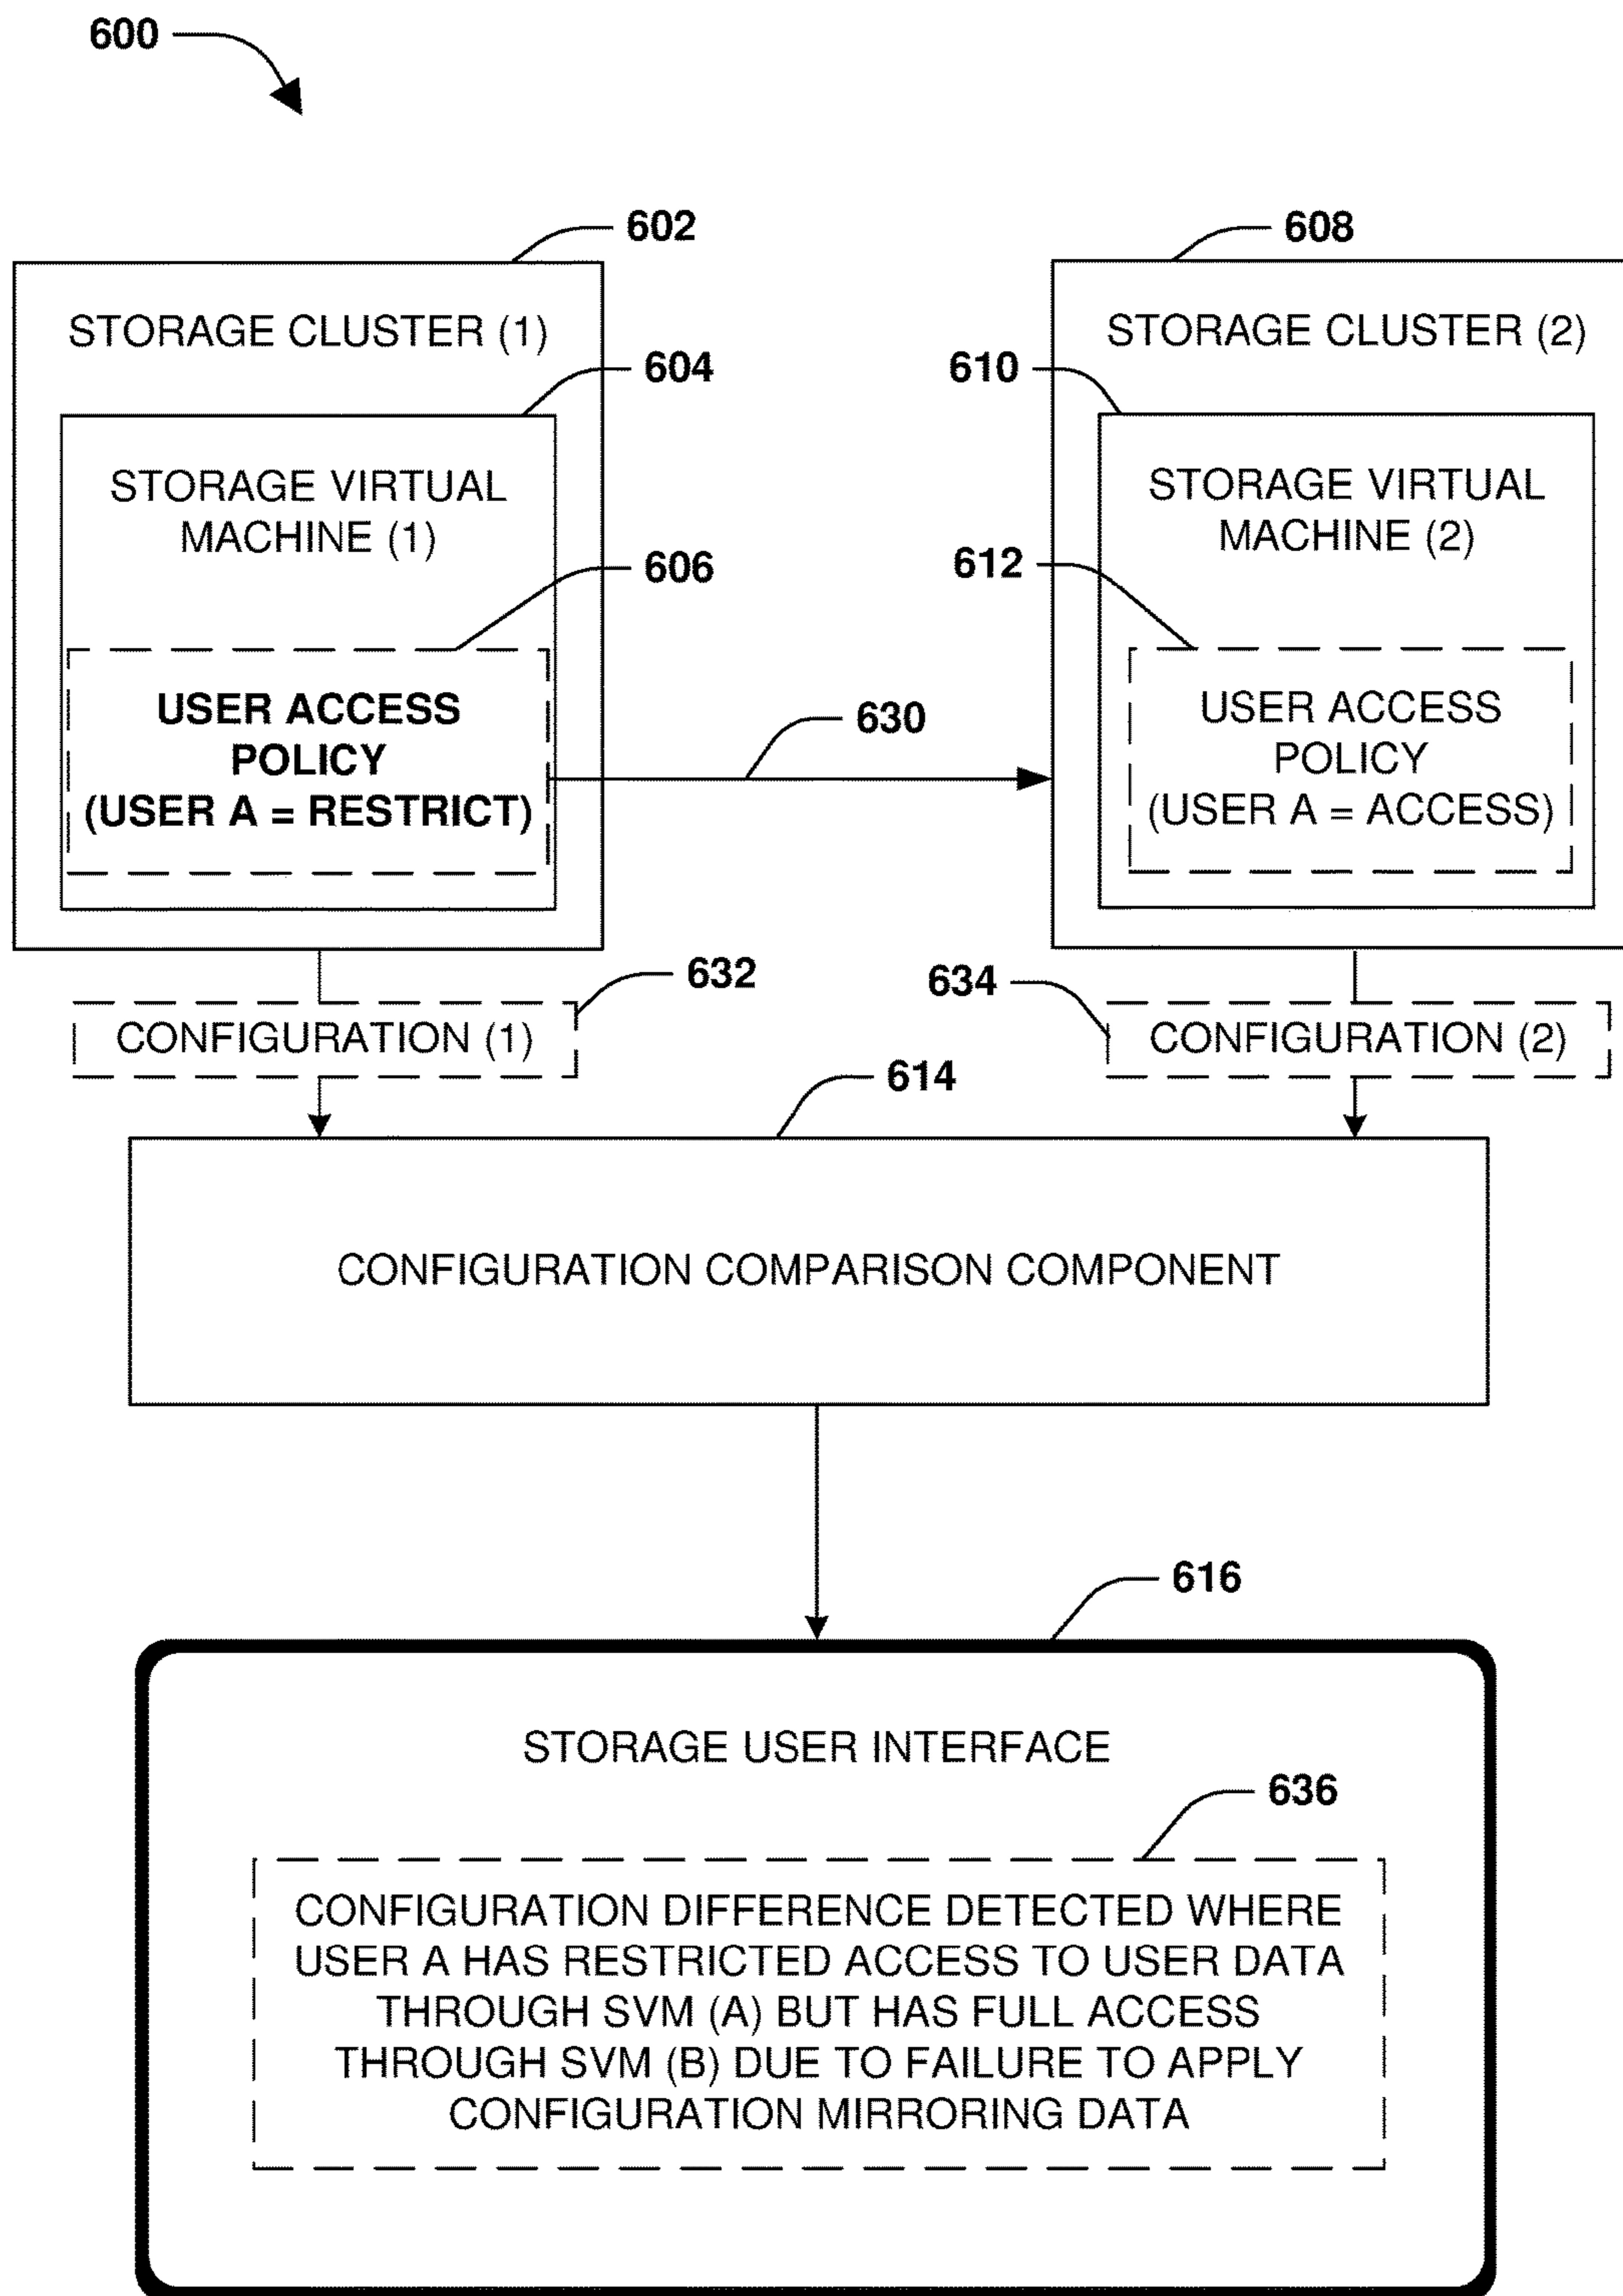 600
602
608
STORAGE CLUSTER (1)
STORAGE CLUSTER (2)
604
610
STORAGE VIRTUAL
MACHINE (1)
STORAGE VIRTUAL
MACHINE (2)
606
612
USER ACCESS
POLICY
(USER A = RESTRICT)
630
USER ACCESS
POLICY
(USER A = ACCESS)
632
634
CONFIGURATION (1)
CONFIGURATION (2)
614
CONFIGURATION COMPARISON COMPONENT
616
STORAGE USER INTERFACE
636
CONFIGURATION DIFFERENCE DETECTED WHERE
USER A HAS RESTRICTED ACCESS TO USER DATA
THROUGH SVM (A) BUT HAS FULL ACCESS
THROUGH SVM (B) DUE TO FAILURE TO APPLY
CONFIGURATION MIRRORING DATA